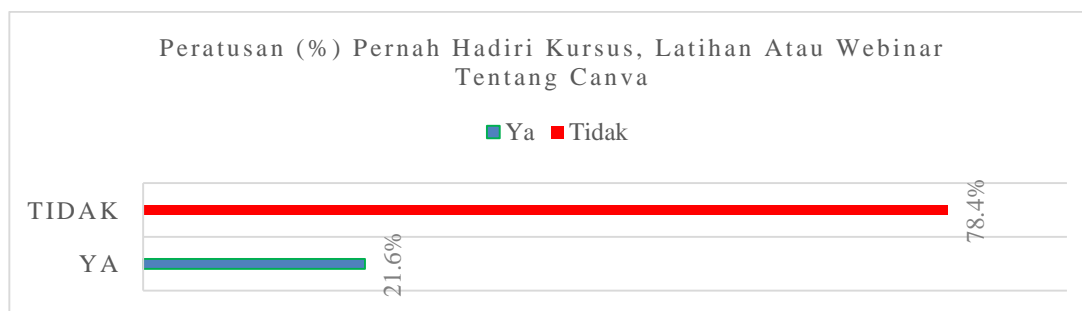 Peratusan (%) Pernah Hadiri Kursus, Latihan Atau Webinar
Tentang Canva
Ya Tidak
TIDAK
78.4%
YA
21.6%